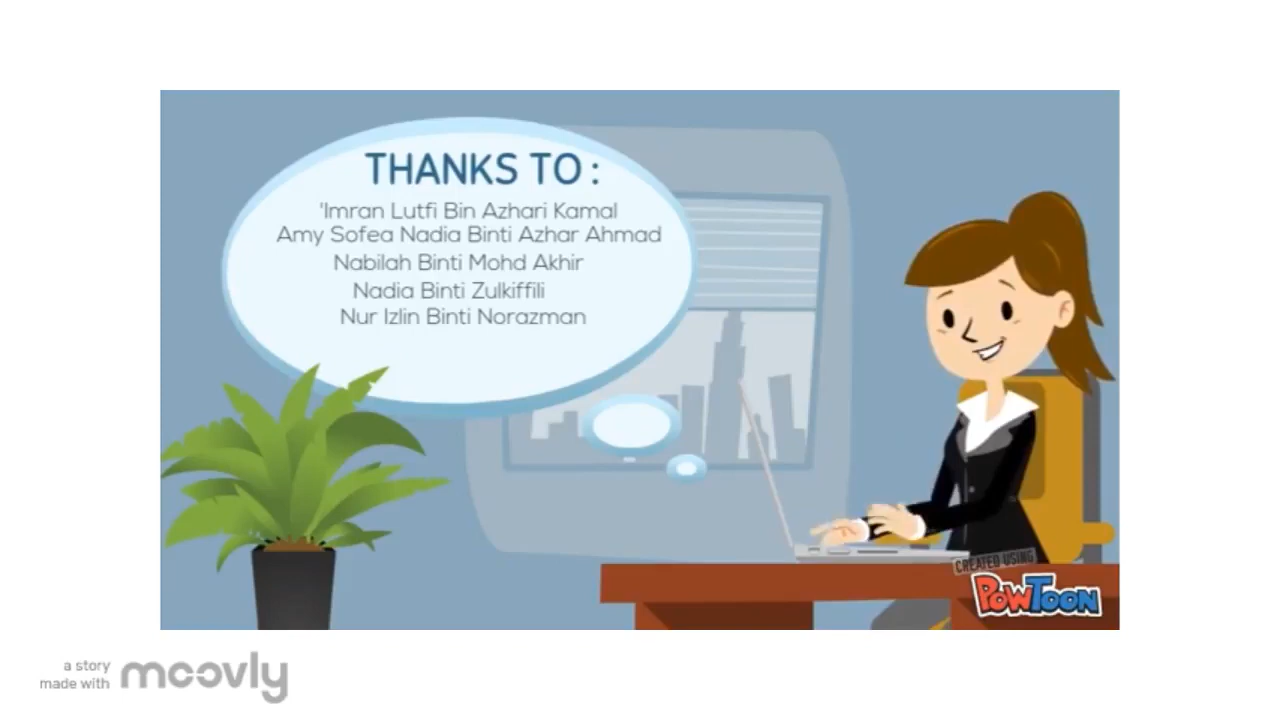 THANKS TO :
'Imran Lutfi Bin Azhari Kamal
Amy Sofea Nadia Binti Azhar Ahmad
Nabilah Binti Mohd Akhir
Nadia Binti Zulkiffili
Nur Izlin Binti Norazman
CREATED USING
POWTOON
a story
made with
moovly